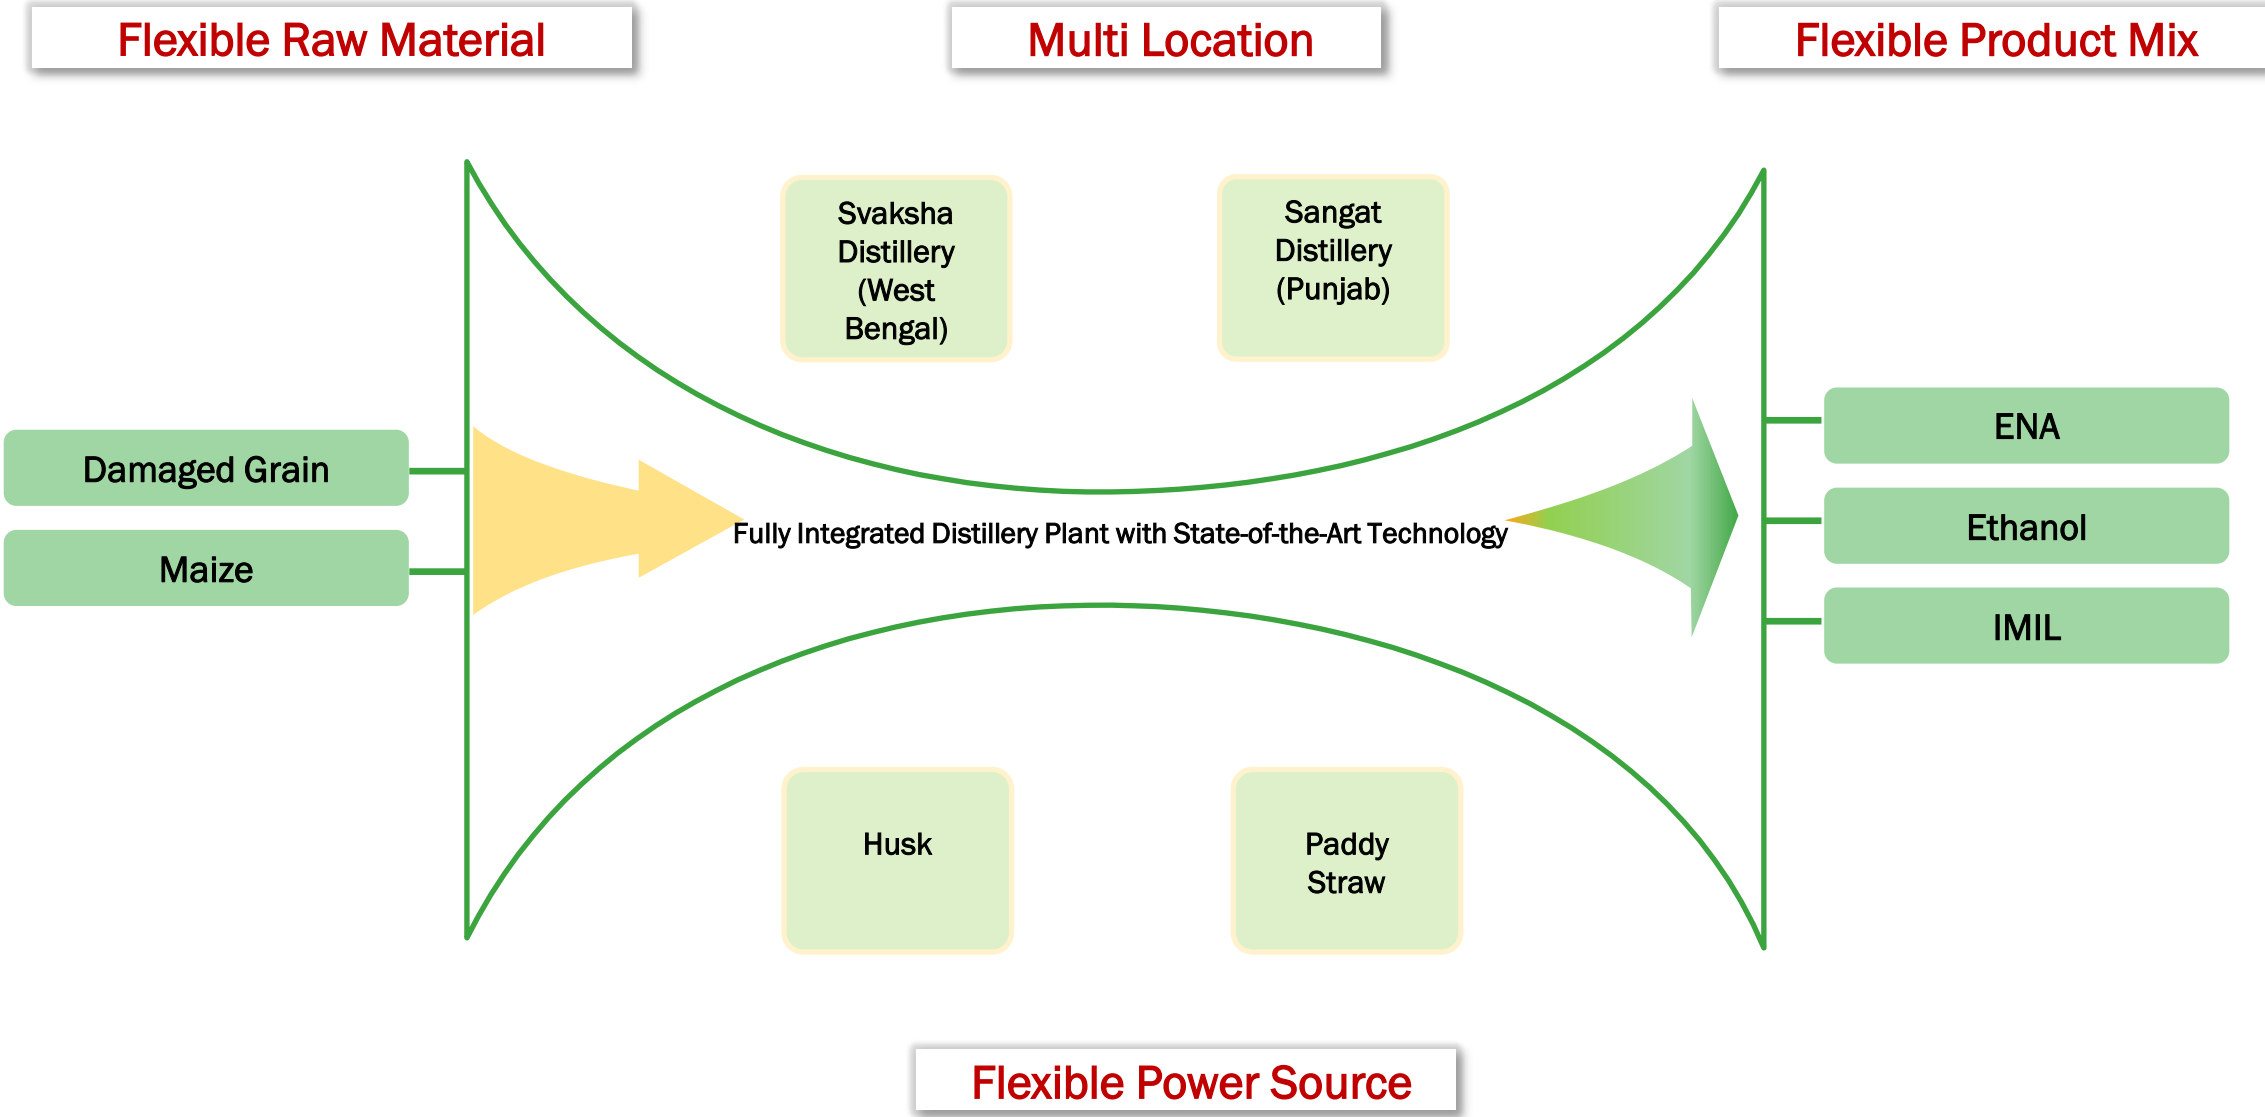 Flexible Raw Material
Multi Location
Flexible Product Mix
Svaksha
Distillery
(West
Bengal)
Sangat
Distillery
(Punjab)
Damaged Grain
Maize
Fully Integrated Distillery Plant with State-of-the-Art Technology
ENA
Ethanol
IMIL
Husk
Paddy
Straw
Flexible Power Source